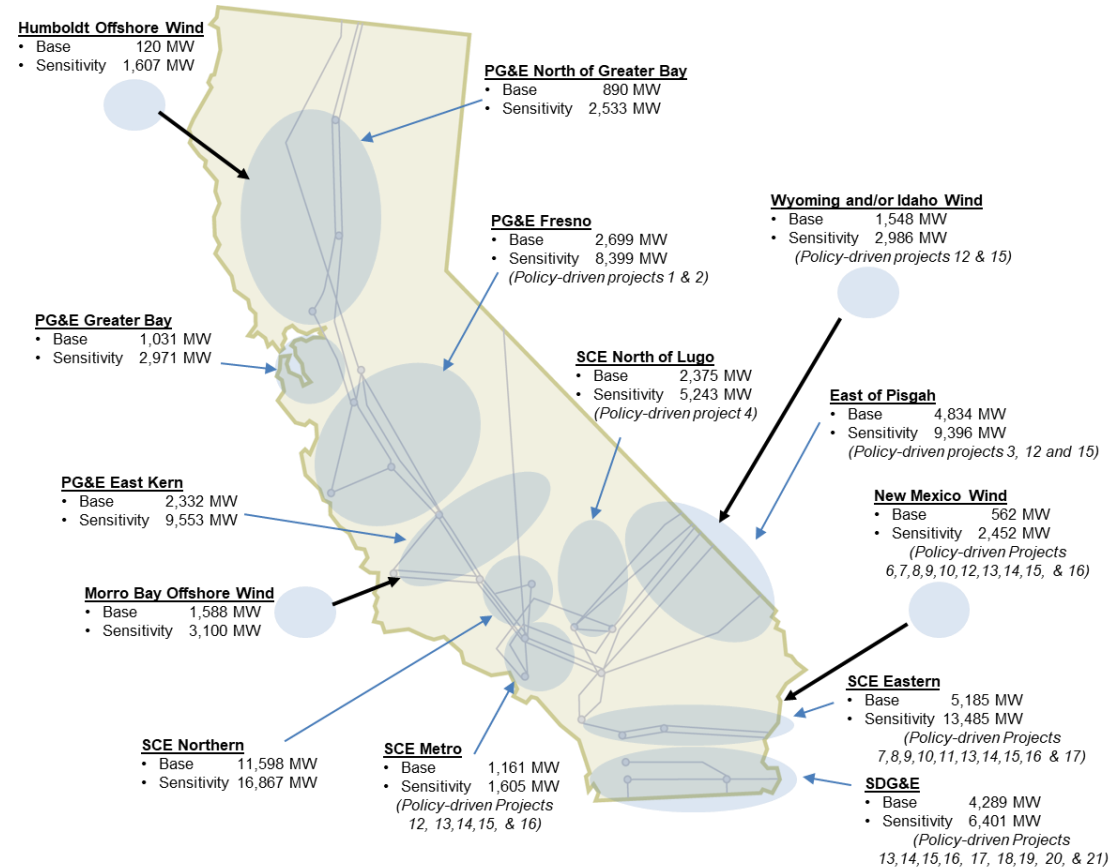 Humboldt Offshore Wind
• Base 120 MW
• Sensitivity 1,607 MW
PG&E North of Greater Bay
• Base 890 MW
• Sensitivity 2,533 MW
Wyoming and/or Idaho Wind
• Base 1,548 MW
• Sensitivity 2,986 MW
(Policy-driven projects 12 & 15)
PG&E Fresno
• Base 2,699 MW
• Sensitivity 8,399 MW
(Policy-driven projects 1 & 2)
PG&E Greater Bay
• Base 1,031 MW
• Sensitivity 2,971 MW
SCE North of Lugo
• Base 2,375 MW
• Sensitivity 5,243 MW
(Policy-driven project 4)
East of Pisgah
• Base 4,834 MW
• Sensitivity 9,396 MW
(Policy-driven projects 3, 12 and 15)
PG&E East Kern
• Base 2,332 MW
• Sensitivity 9,553 MW
New Mexico Wind
• Base 562 MW
• Sensitivity 2,452 MW
(Policy-driven Projects
6,7,8,9,10,12,13,14,15, & 16)
Morro Bay Offshore Wind
• Base 1,588 MW
• Sensitivity 3,100 MW
SCE Eastern
• Base 5,185 MW
• Sensitivity 13,485 MW
(Policy-driven Projects
7,8,9,10,11,13,14,15,16 & 17)
SCE Northern
• Base 11,598 MW
• Sensitivity 16,867 MW
SCE Metro
• Base 1,161 MW
• Sensitivity 1,605 MW
(Policy-driven Projects
12, 13,14,15, & 16)
SDG&E
• Base 4,289 MW
• Sensitivity 6,401 MW
(Policy-driven Projects
13,14,15,16, 17, 18,19, 20, & 21)